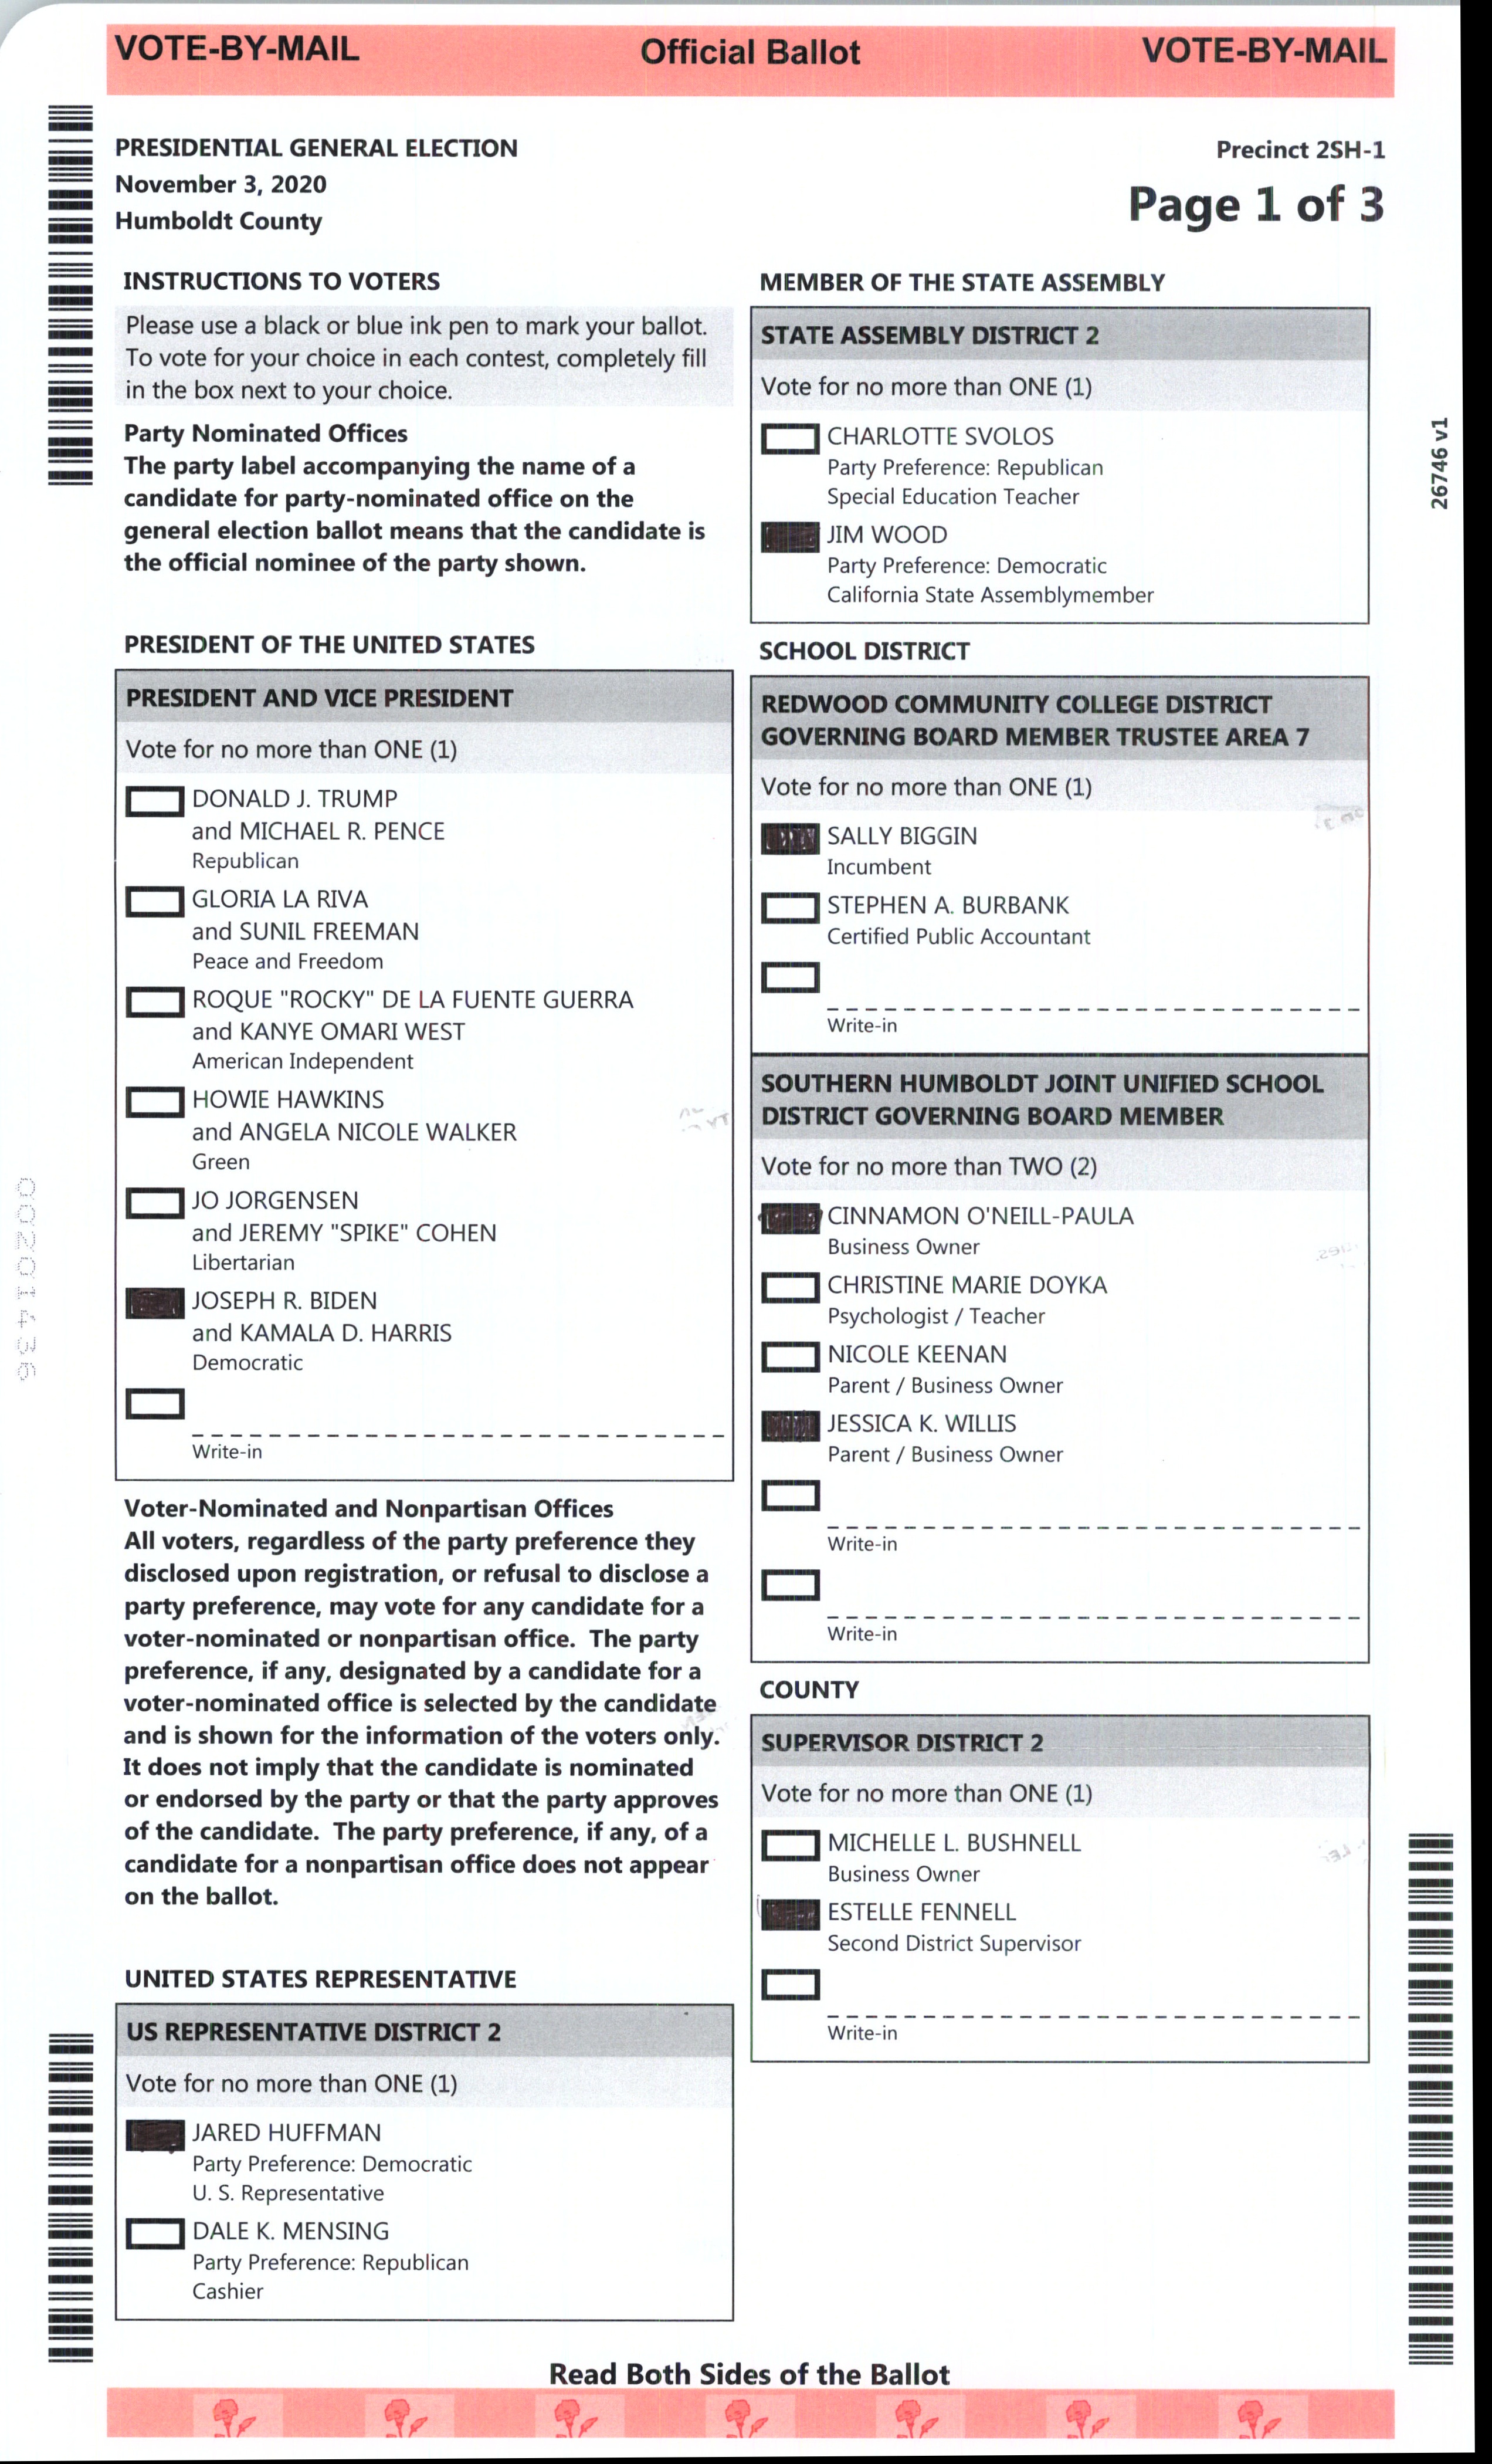 VOTE-BY-MAIL Official Ballot VOTE-BY-MAIL
PRESIDENTIAL GENERAL ELECTION
November 3, 2020
Humboldt County
Precinct 2SH-1
Page 1 of 3
INSTRUCTIONS TO VOTERS
Please use a black or blue ink pen to mark your ballot.
To vote for your choice in each contest, completely fill
in the box next to your choice.
Party Nominated Offices
The party label accompanying the name of a
candidate for party-nominated office on the
general election ballot means that the candidate is
the official nominee of the party shown.
PRESIDENT OF THE UNITED STATES
PRESIDENT AND VICE PRESIDENT
Vote for no more than ONE (1)
DONALD J. TRUMP
and MICHAEL R. PENCE
Republican
GLORIA LA RIVA
and SUNIL FREEMAN
Peace and Freedom
ROQUE "ROCKY" DE LA FUENTE GUERRA
and KANYE OMARI WEST
American Independent
HOWIE HAWKINS
and ANGELA NICOLE WALKER
Green
JO JORGENSEN
and JEREMY "SPIKE" COHEN
Libertarian
JOSEPH R. BIDEN
and KAMALA D. HARRIS
Democratic
Write-in
Voter-Nominated and Nonpartisan Offices
All voters, regardless of the party preference they
disclosed upon registration, or refusal to disclose a
party preference, may vote for any candidate for a
voter-nominated or nonpartisan office. The party
preference, if any, designated by a candidate for a
voter-nominated office is selected by the candidate
and is shown for the information of the voters only.
It does not imply that the candidate is nominated
or endorsed by the party or that the party approves
of the candidate. The party preference, if any, of a
candidate for a nonpartisan office does not appear
on the ballot.
UNITED STATES REPRESENTATIVE
US REPRESENTATIVE DISTRICT 2
Vote for no more than ONE (1)
JARED HUFFMAN
Party Preference: Democratic
U. S. Representative
DALE K. MENSING
Party Preference: Republican
Cashier
MEMBER OF THE STATE ASSEMBLY
STATE ASSEMBLY DISTRICT 2
Vote for no more than ONE (1)
CHARLOTTE SVOLOS
Party Preference: Republican
Special Education Teacher
JIM WOOD
Party Preference: Democratic
California State Assemblymember
SCHOOL DISTRICT
REDWOOD COMMUNITY COLLEGE DISTRICT
GOVERNING BOARD MEMBER TRUSTEE AREA 7
Vote for no more than ONE (1)
SALLY BIGGIN
Incumbent
STEPHEN A. BURBANK
Certified Public Accountant
Write-in
SOUTHERN HUMBOLDT JOINT UNIFIED SCHOOL
DISTRICT GOVERNING BOARD MEMBER
Vote for no more than TWO (2)
CINNAMON O'NEILL-PAULA
Business Owner
CHRISTINE MARIE DOYKA
Psychologist / Teacher
NICOLE KEENAN
Parent / Business Owner
JESSICA K. WILLIS
Parent / Business Owner
Write-in
Write-in
COUNTY
SUPERVISOR DISTRICT 2
Vote for no more than ONE (1)
MICHELLE L. BUSHNELL
Business Owner
ESTELLE FENNELL
Second District Supervisor
Write-in
26746 v1
00201436
Read Both Sides of the Ballot